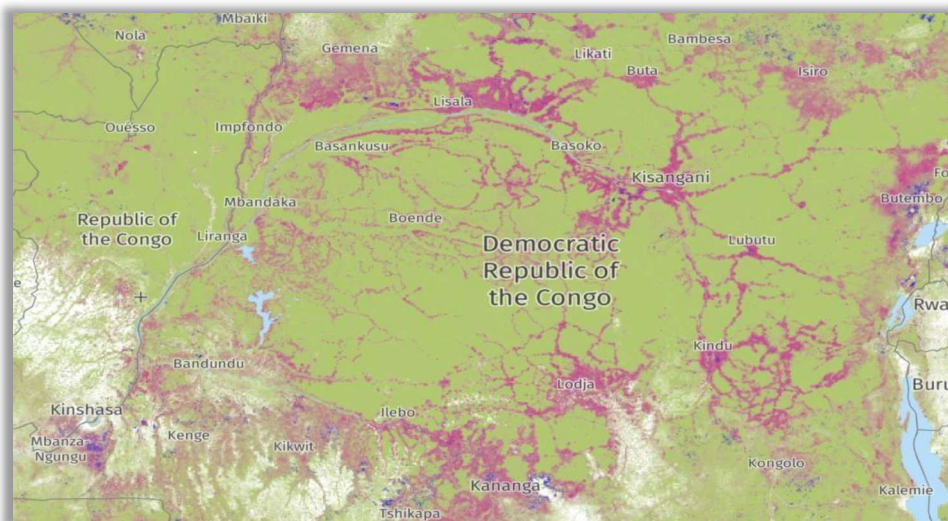 Mbaiki
Nola
Gemena
Likati
Bambesa
Buta
Isiro
Lisala
Ouésso
Impfondo
Basankusu
Basoko
Kisangani
Butembo
Mbandaka
Republic of
the Congo
Liranga
Boende
Democratic
Republic of
the Congo
Lubutu
Rwa
Kindu
Bandundu
Lodja
Buru
Kinshasa
Ilebo
Mbanza-
Ngungu
Kenge
Kikwit
Kongolo
Kananga
Kalemie
Tshikapa